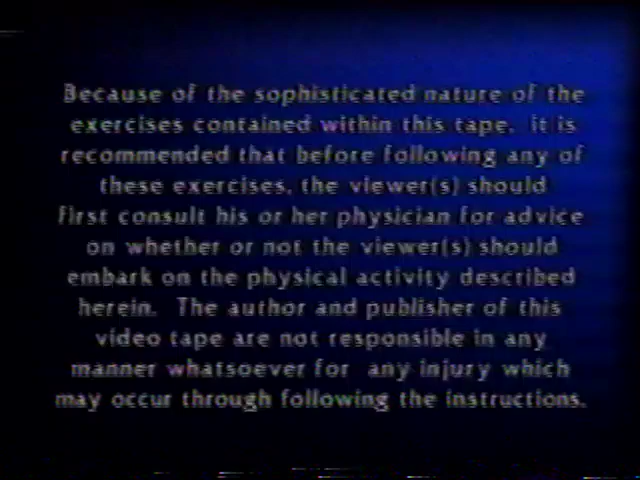 Because of the sophisticated nature of the
exercises contained within this tape, it is
recommended that before following any of
these exercises, the viewer(s) should
first consult his or her physician for advice
on whether or not the viewer(s) should
embark on the physical activity described
herein. The author and publisher of this
video tape are not responsible in any
manner whatsoever for any injury which
may occur through following the instructions.